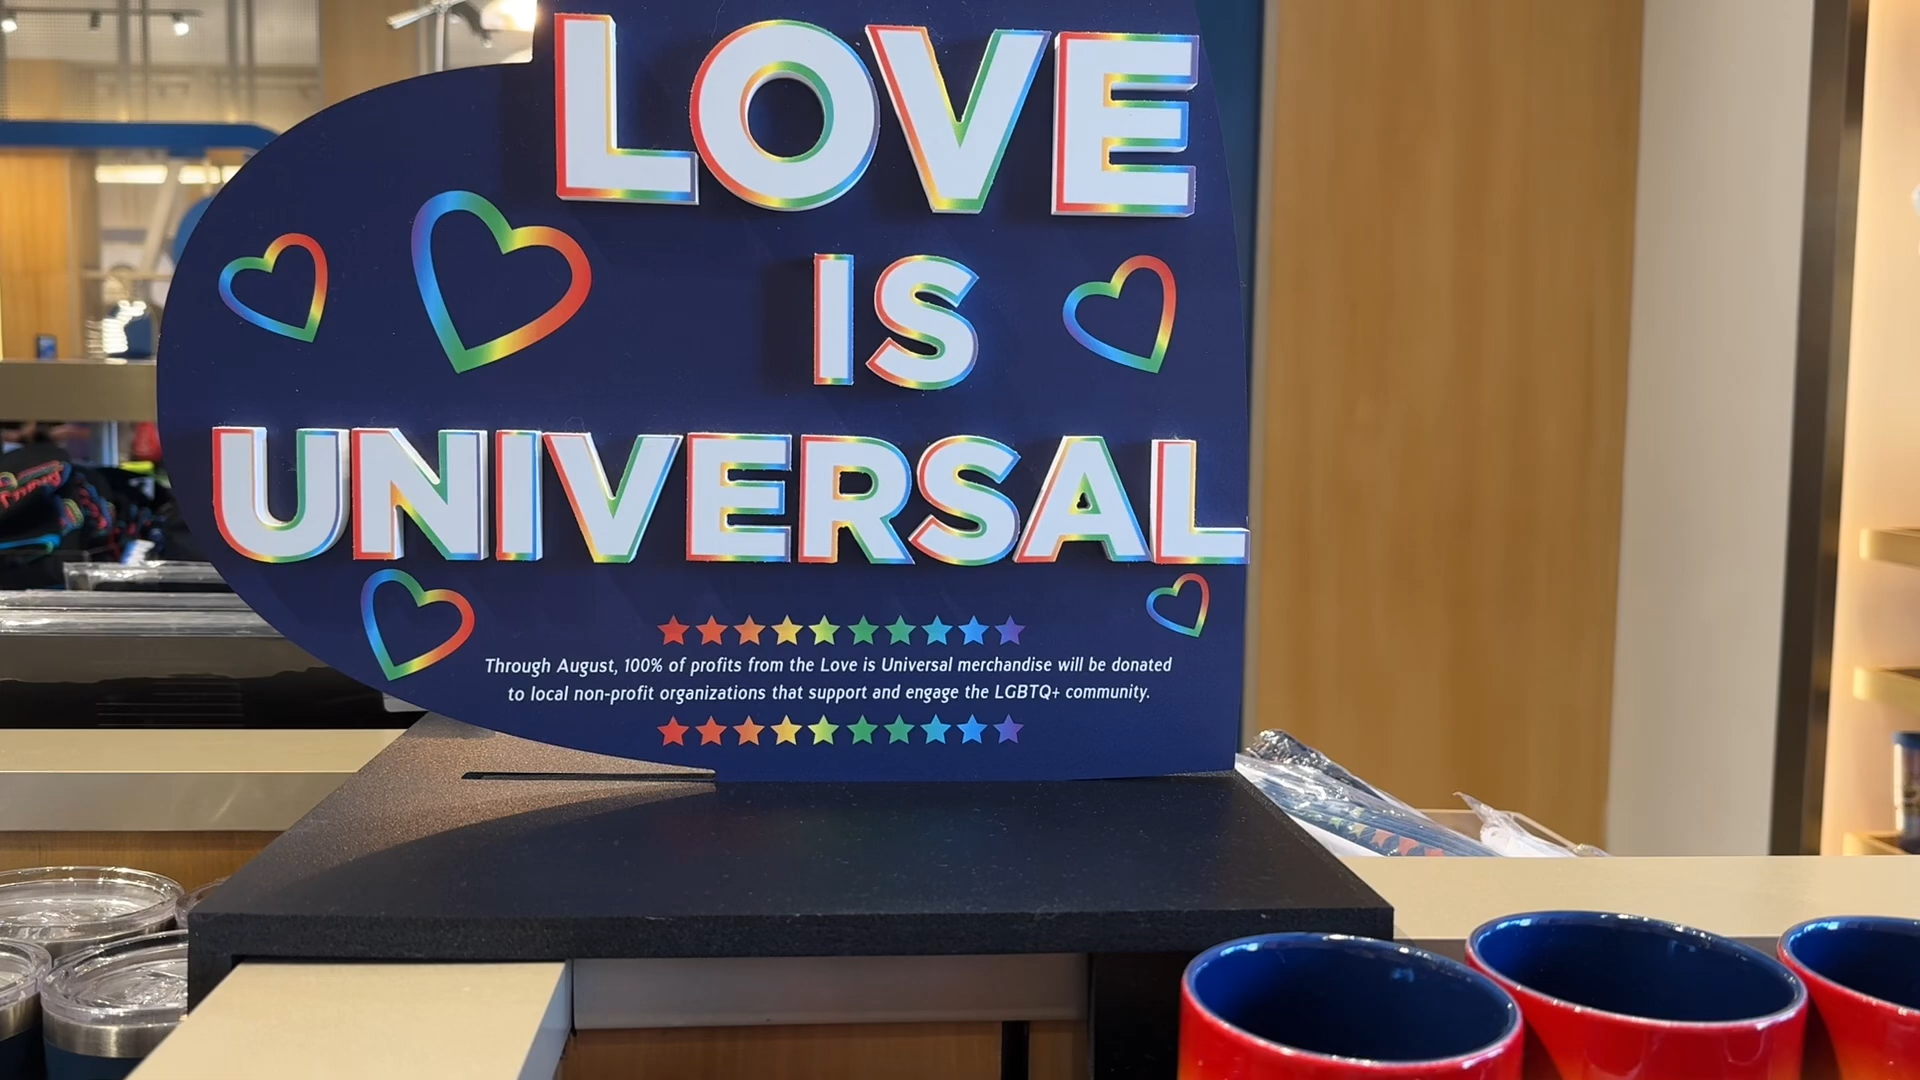 LOVE
IS
UNIVERSAL
Through August, 100% of profits from the Love is Universal merchandise will be donated
to local non-profit organizations that support and engage the LGBTQ+ community.